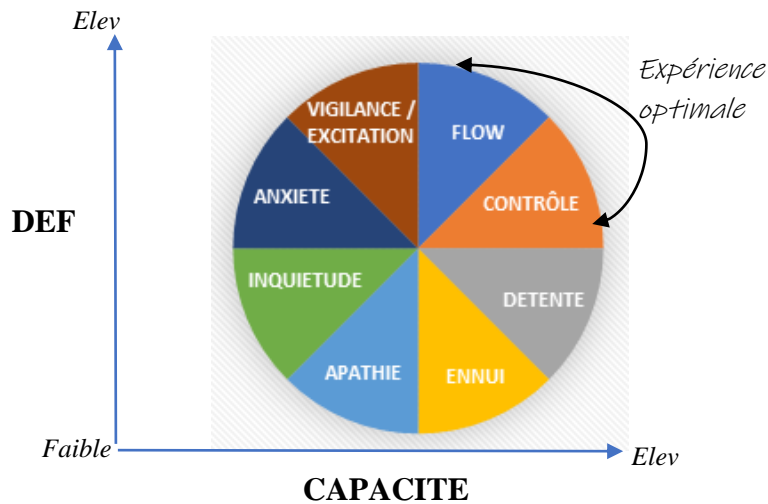 Elev
Expérience
optimale
VIGILANCE /
EXCITATION
FLOW
ANXIETE
CONTRÔLE
DEF
INQUIETUDE
DETENTE
APATHIE
ENNUI
Faible
Elev
CAPACITE